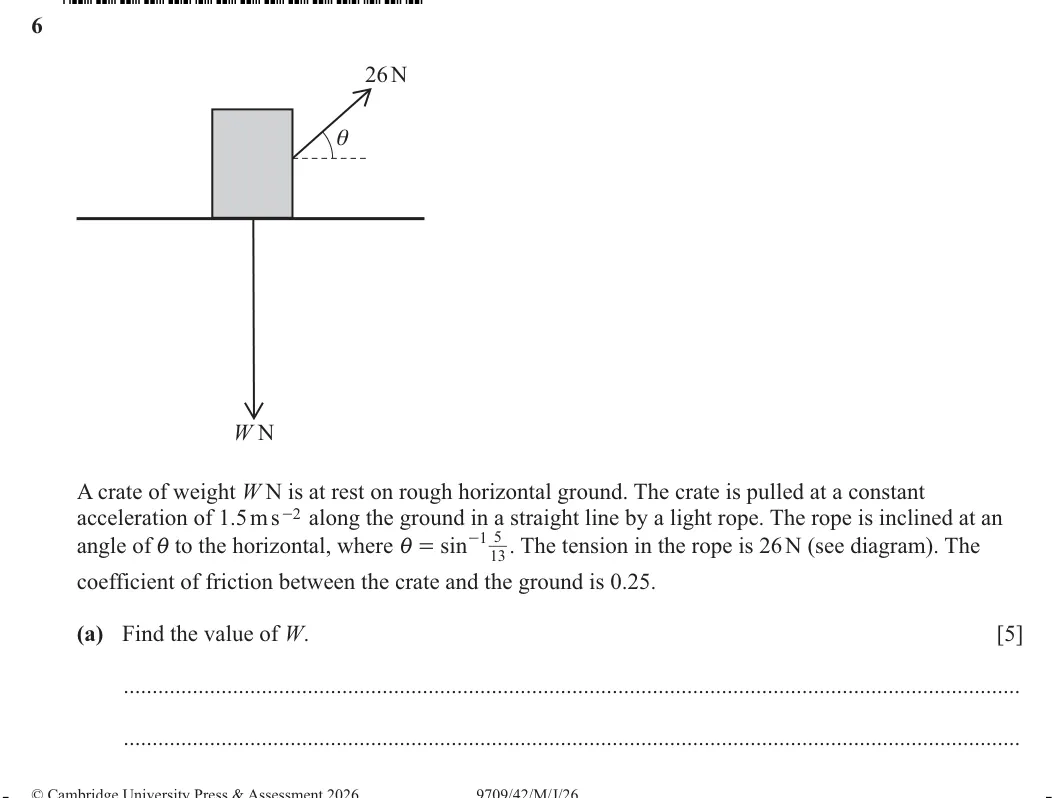 6
26 N
θ
W N
A crate of weight W N is at rest on rough horizontal ground. The crate is pulled at a constant
acceleration of 1.5 m s⁻² along the ground in a straight line by a light rope. The rope is inclined at an
angle of θ to the horizontal, where θ = sin⁻¹ 5/13. The tension in the rope is 26 N (see diagram). The
coefficient of friction between the crate and the ground is 0.25.
(a) Find the value of W. [5]
© Cambridge University Press & Assessment 2026 9709/42/M/J/26